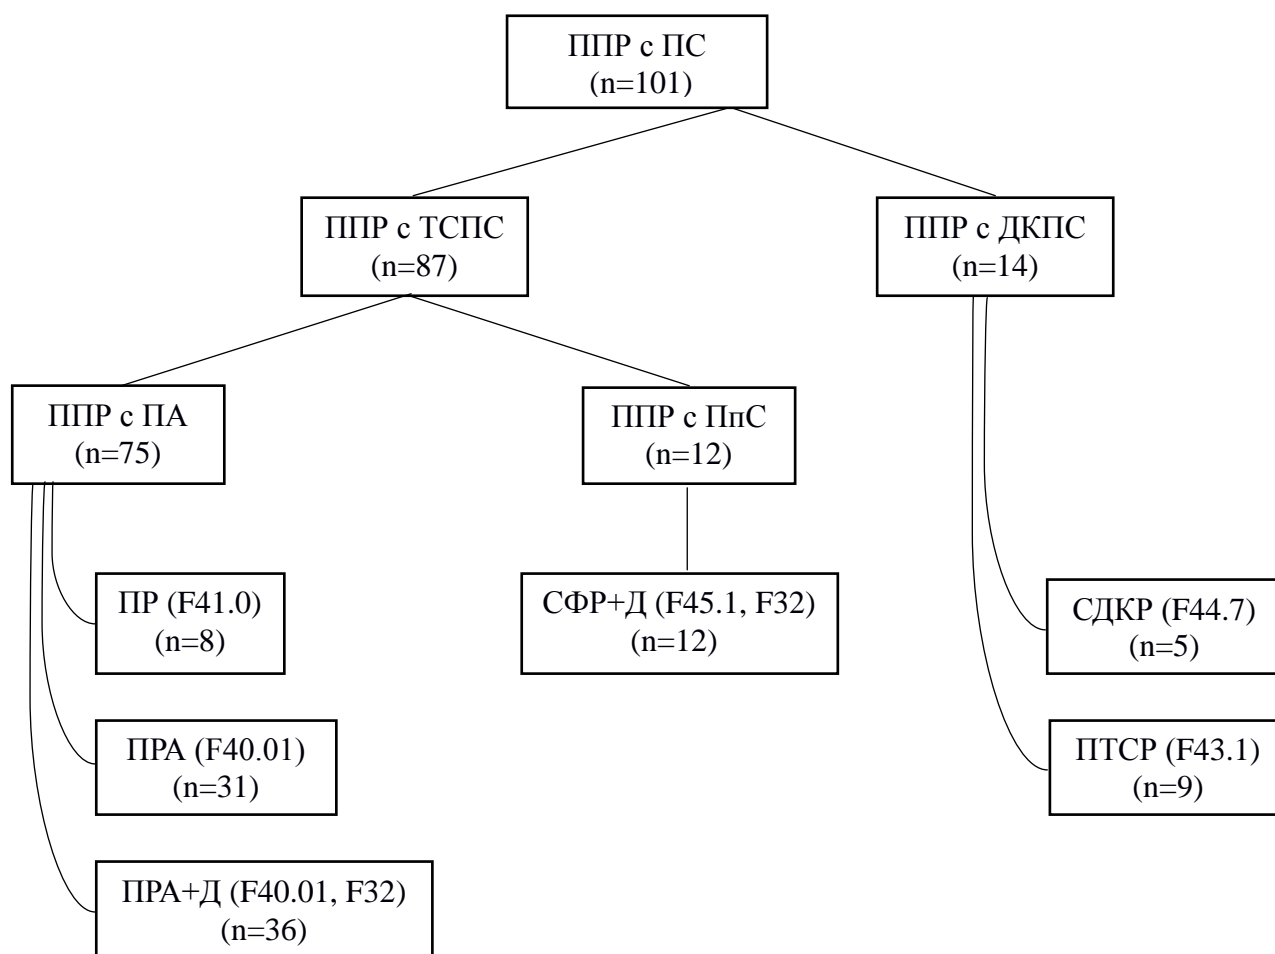 ППР с ПС
(n=101)
ППР с ТСПС
(n=87)
ППР с ДКПС
(n=14)
ППР с ПА
(n=75)
ППР с ПпС
(n=12)
ПР (F41.0)
(n=8)
СФР+Д (F45.1, F32)
(n=12)
СДКР (F44.7)
(n=5)
ПРА (F40.01)
(n=31)
ПТСР (F43.1)
(n=9)
ПРА+Д (F40.01, F32)
(n=36)